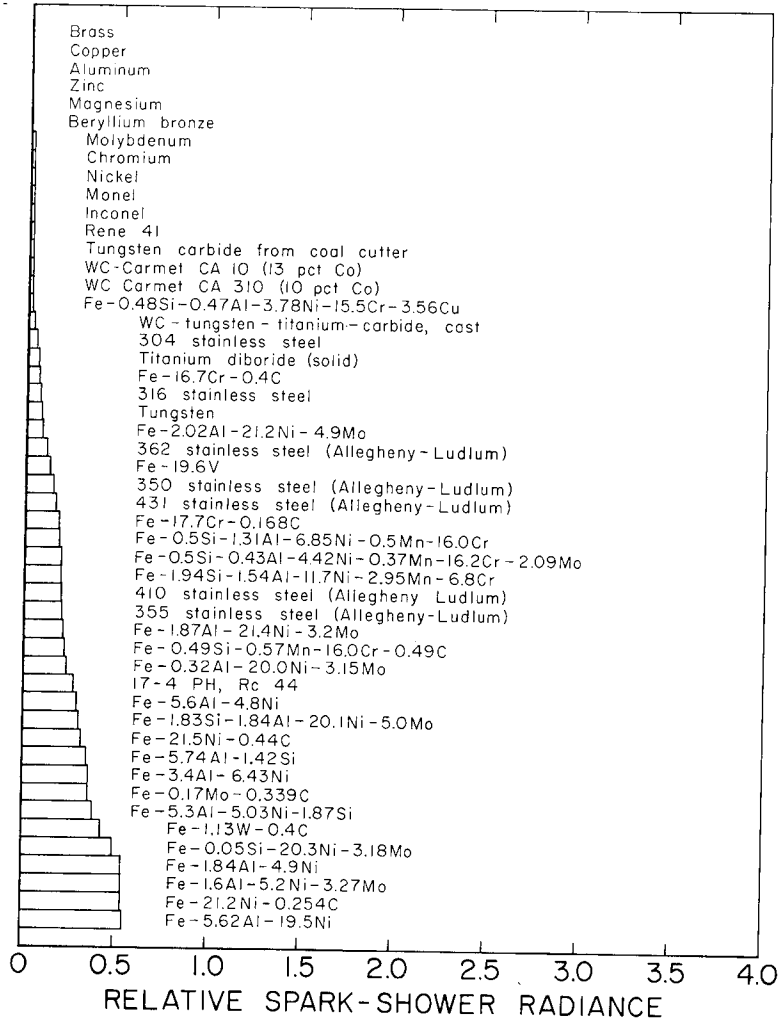 Brass
Copper
Aluminum
Zinc
Magnesium
Beryllium bronze
Molybdenum
Chromium
Nickel
Monel
Inconel
Rene 41
Tungsten carbide from coal cutter
WC-Carmet CA 10 (13 pct Co)
WC Carmet CA 310 (10 pct Co)
Fe-0.48Si-0.47Al-3.78Ni-15.5Cr-3.56Cu
WC-tungsten-titanium-carbide, cast
304 stainless steel
Titanium diboride (solid)
Fe-16.7Cr-0.4C
316 stainless steel
Tungsten
Fe-2.02Al-21.2Ni-4.9Mo
362 stainless steel (Allegheny-Ludlum)
Fe-19.6V
350 stainless steel (Allegheny-Ludlum)
431 stainless steel (Allegheny-Ludlum)
Fe-17.7Cr-0.168C
Fe-0.5Si-1.31Al-6.85Ni-0.5Mn-16.0Cr
Fe-0.5Si-0.43Al-4.42Ni-0.37Mn-16.2Cr-2.09Mo
Fe-1.94Si-1.54Al-11.7Ni-2.95Mn-6.8Cr
410 stainless steel (Allegheny Ludlum)
355 stainless steel (Allegheny-Ludlum)
Fe-1.87Al-21.4Ni-3.2Mo
Fe-0.49Si-0.57Mn-16.0Cr-0.49C
Fe-0.32Al-20.0Ni-3.15Mo
17-4 PH, Rc 44
Fe-5.6Al-4.8Ni
Fe-1.83Si-1.84Al-20.1Ni-5.0Mo
Fe-21.5Ni-0.44C
Fe-5.74Al-1.42Si
Fe-3.4Al-6.43Ni
Fe-0.17Mo-0.339C
Fe-5.3Al-5.03Ni-1.87Si
Fe-1.13W-0.4C
Fe-0.05Si-20.3Ni-3.18Mo
Fe-1.84Al-4.9Ni
Fe-1.6Al-5.2Ni-3.27Mo
Fe-21.2Ni-0.254C
Fe-5.62Al-19.5Ni
0 0.5 1.0 1.5 2.0 2.5 3.0 3.5 4.0
RELATIVE SPARK-SHOWER RADIANCE